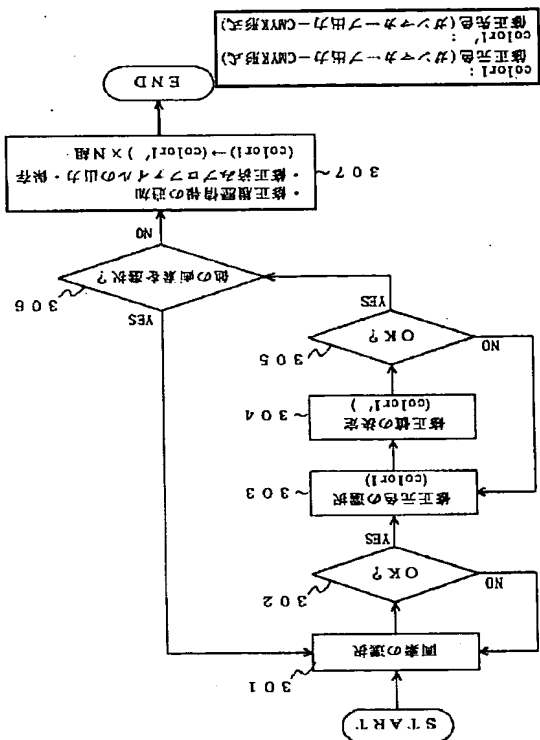 START
301
画素の選択
302
OK?
NO
YES
303
修正元色の選択
(color1)
304
修正値の決定
(color1')
305
OK?
NO
YES
306
他の画素を選択?
YES
NO
307
・修正履歴情報の追加
・修正済みプロファイルの出力・保存
(color1)→(color1')×N組
END
color1:
修正元色(ガンマカーブ出力-CMYK形式)
color1':
修正先色(ガンマカーブ出力-CMYK形式)